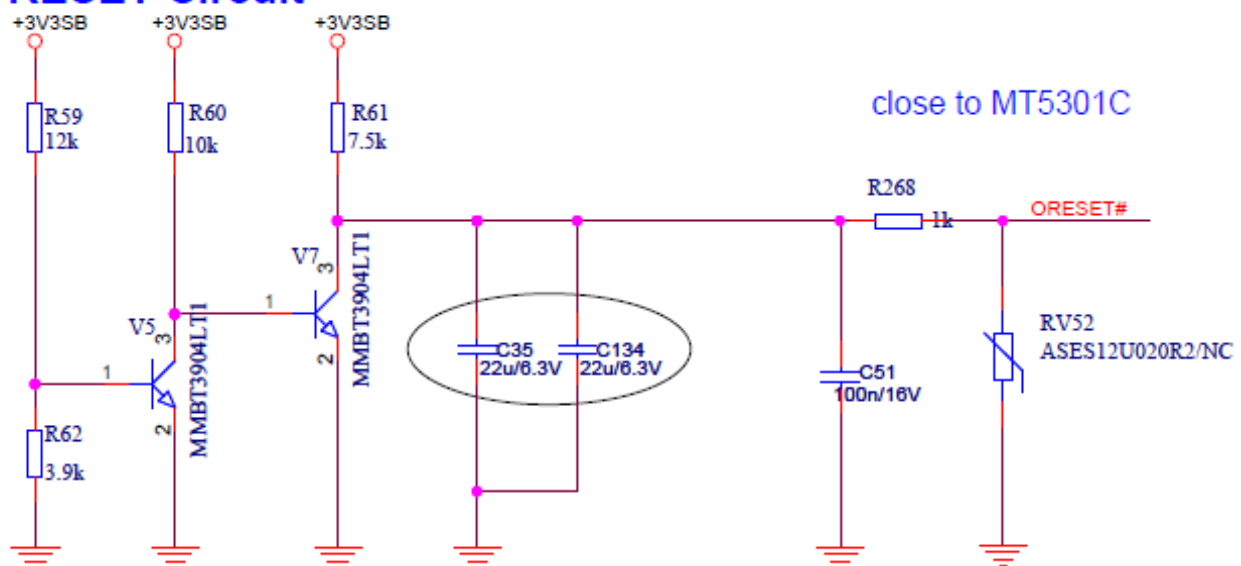 RESET Circuit
+3V3SB
+3V3SB
+3V3SB
R59
12k
R60
10k
R61
7.5k
close to MT5301C
R268
1k
ORESET#
V7
3
1
2
MMBT3904LT1
V5
3
1
2
MMBT3904LT1
C35
22u/6.3V
C134
22u/6.3V
C51
100n/16V
RV52
ASES12U020R2/NC
R62
3.9k